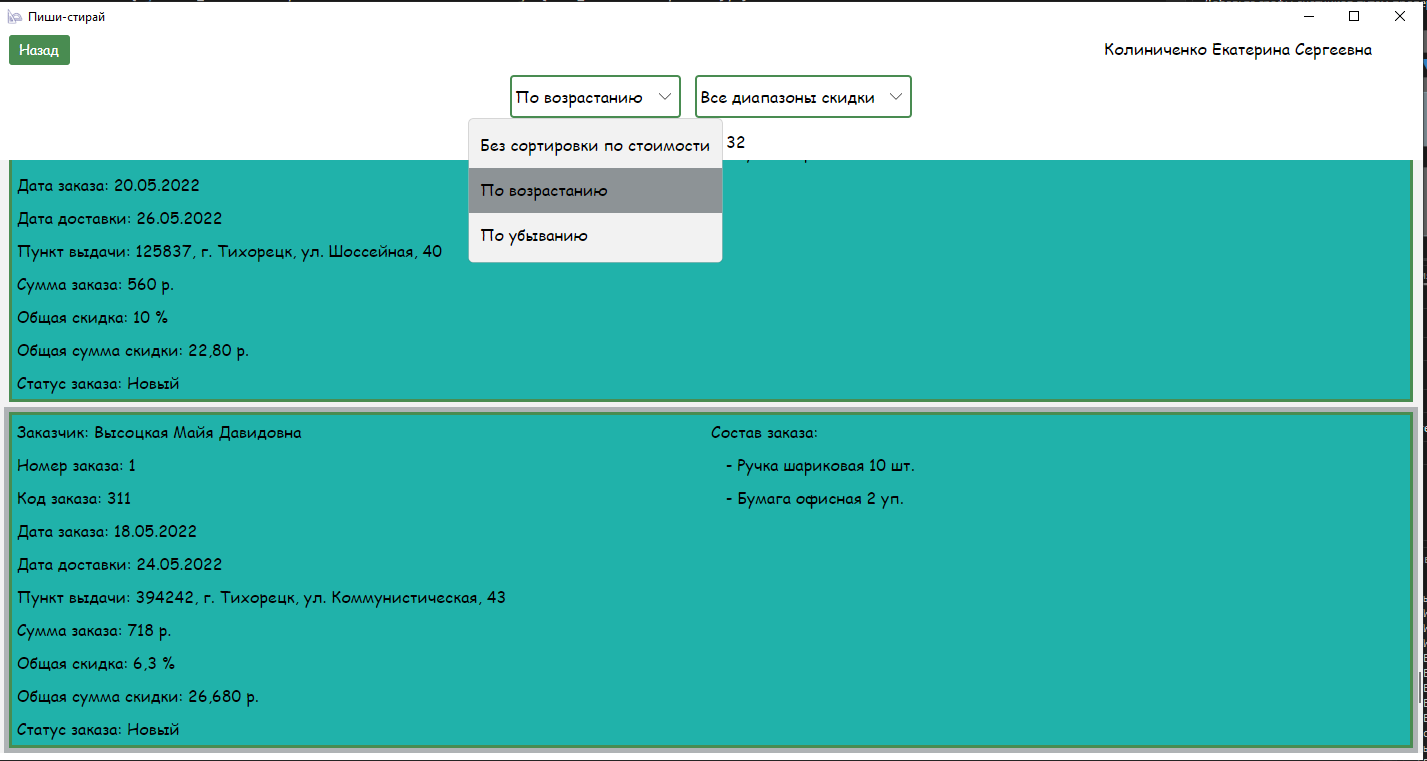 Пиши-стирай
Назад
Колиниченко Екатерина Сергеевна
По возрастанию
Все диапазоны скидки
Без сортировки по стоимости
По возрастанию
По убыванию
32
Дата заказа: 20.05.2022
Дата доставки: 26.05.2022
Пункт выдачи: 125837, г. Тихорецк, ул. Шоссейная, 40
Сумма заказа: 560 р.
Общая скидка: 10 %
Общая сумма скидки: 22,80 р.
Статус заказа: Новый
Заказчик: Высоцкая Майя Давидовна
Номер заказа: 1
Код заказа: 311
Дата заказа: 18.05.2022
Дата доставки: 24.05.2022
Пункт выдачи: 394242, г. Тихорецк, ул. Коммунистическая, 43
Сумма заказа: 718 р.
Общая скидка: 6,3 %
Общая сумма скидки: 26,680 р.
Статус заказа: Новый
Состав заказа:
- Ручка шариковая 10 шт.
- Бумага офисная 2 уп.